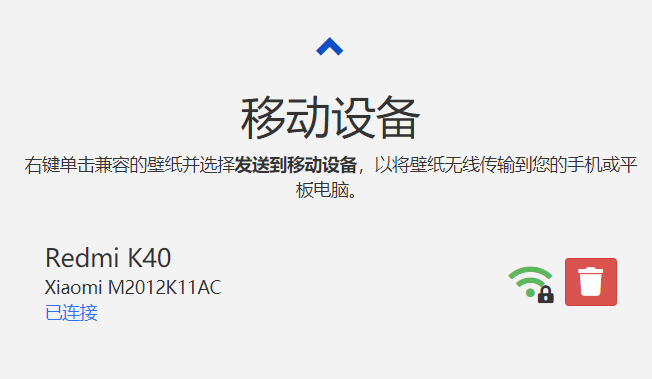 移动设备
右键单击兼容的壁纸并选择发送到移动设备，以将壁纸无线传输到您的手机或平
板电脑。
Redmi K40
Xiaomi M2012K11AC
已连接